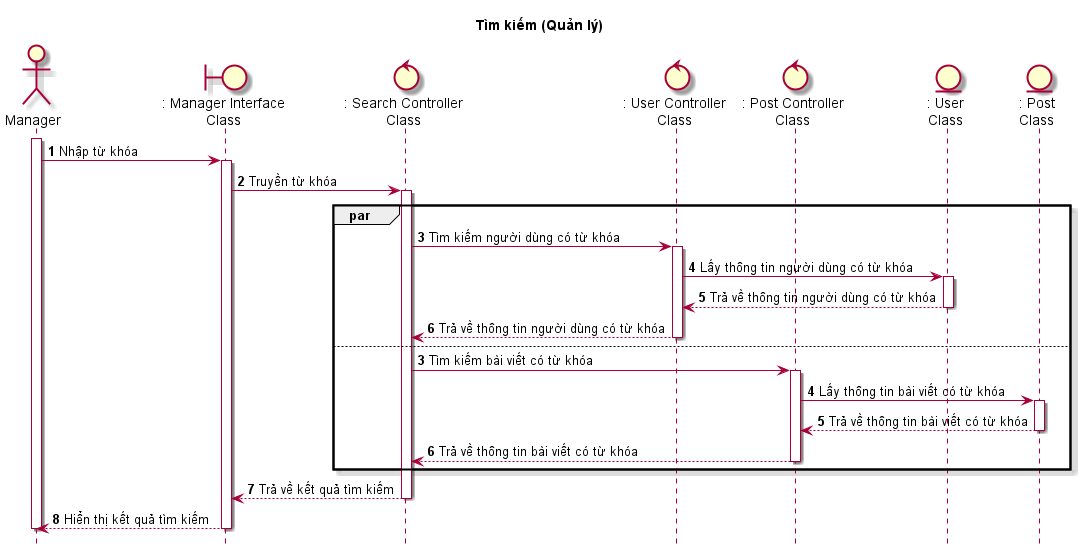 Tìm kiếm (Quản lý)
Manager
: Manager Interface
Class
: Search Controller
Class
: User Controller
Class
: Post Controller
Class
: User
Class
: Post
Class
1 Nhập từ khóa
2 Truyền từ khóa
par
3 Tìm kiếm người dùng có từ khóa
4 Lấy thông tin người dùng có từ khóa
5 Trả về thông tin người dùng có từ khóa
6 Trả về thông tin người dùng có từ khóa
3 Tìm kiếm bài viết có từ khóa
4 Lấy thông tin bài viết có từ khóa
5 Trả về thông tin bài viết có từ khóa
6 Trả về thông tin bài viết có từ khóa
7 Trả về kết quả tìm kiếm
8 Hiển thị kết quả tìm kiếm